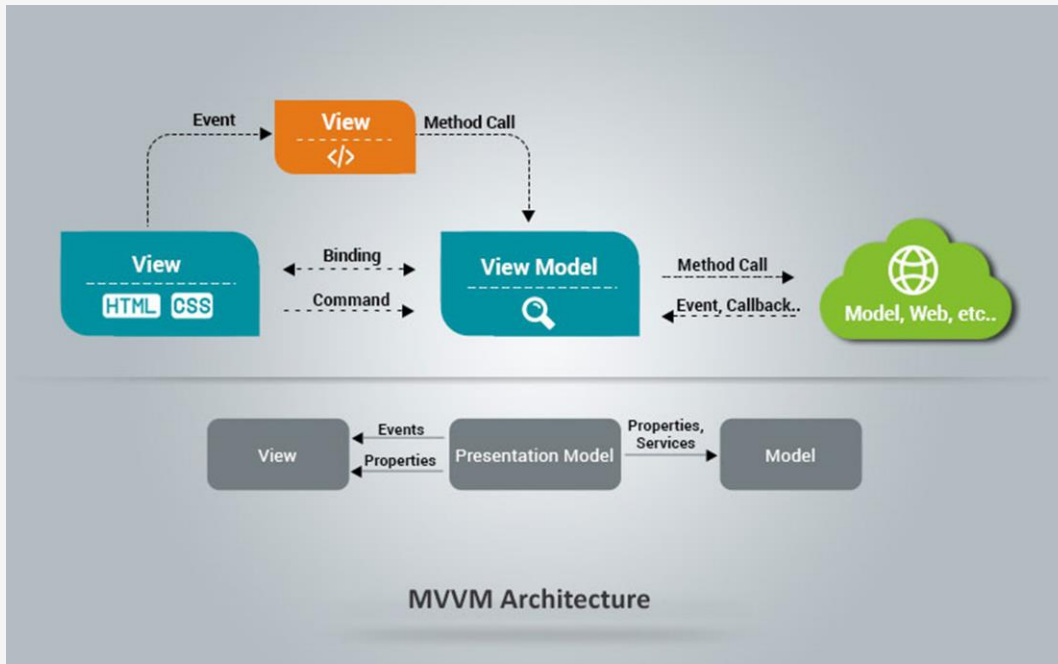 Event
View
</>
Method Call
View
HTML CSS
Binding
Command
View Model
Method Call
Event, Callback..
Model, Web, etc..
View
Events
Properties
Presentation Model
Properties,
Services
Model
MVVM Architecture